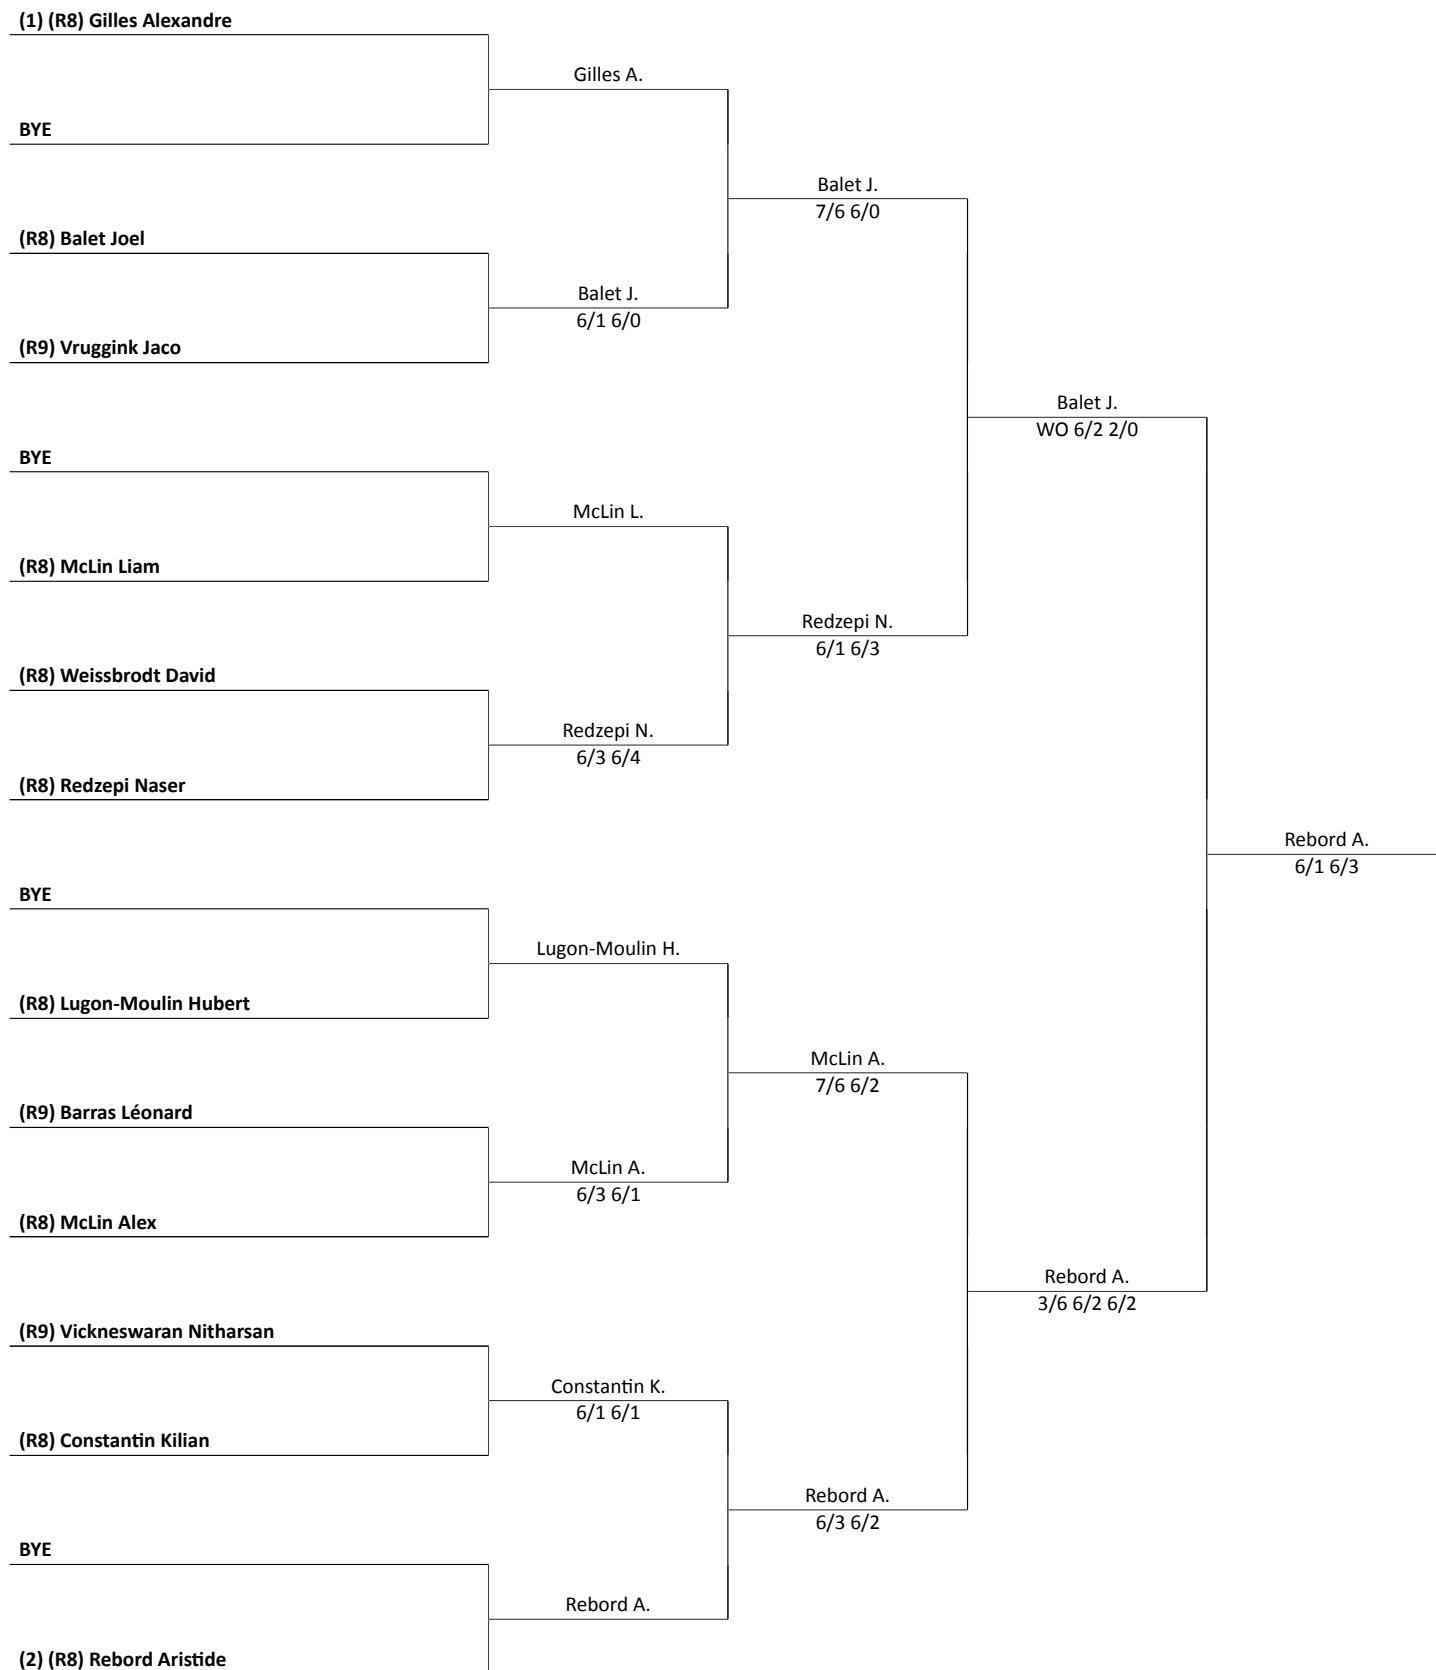 (1) (R8) Gilles Alexandre
Gilles A.
BYE
Balet J.
7/6 6/0
(R8) Balet Joel
Balet J.
6/1 6/0
(R9) Vruggink Jaco
Balet J.
WO 6/2 2/0
BYE
McLin L.
(R8) McLin Liam
Redzepi N.
6/1 6/3
(R8) Weissbrodt David
Redzepi N.
6/3 6/4
(R8) Redzepi Naser
Rebord A.
6/1 6/3
BYE
Lugon-Moulin H.
(R8) Lugon-Moulin Hubert
McLin A.
7/6 6/2
(R9) Barras Léonard
McLin A.
6/3 6/1
(R8) McLin Alex
Rebord A.
3/6 6/2 6/2
(R9) Vickneswaran Nitharsan
Constantin K.
6/1 6/1
(R8) Constantin Kilian
Rebord A.
6/3 6/2
BYE
Rebord A.
(2) (R8) Rebord Aristide